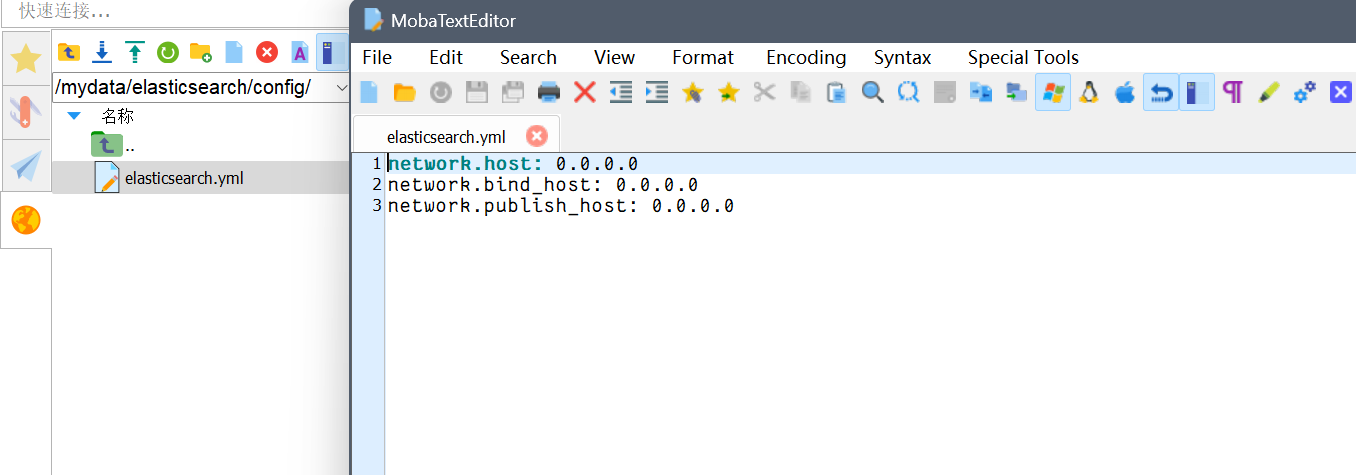 快速连接...
/mydata/elasticsearch/config/
名称
..
elasticsearch.yml
MobaTextEditor
File Edit Search View Format Encoding Syntax Special Tools
elasticsearch.yml
1 network.host: 0.0.0.0
2 network.bind_host: 0.0.0.0
3 network.publish_host: 0.0.0.0